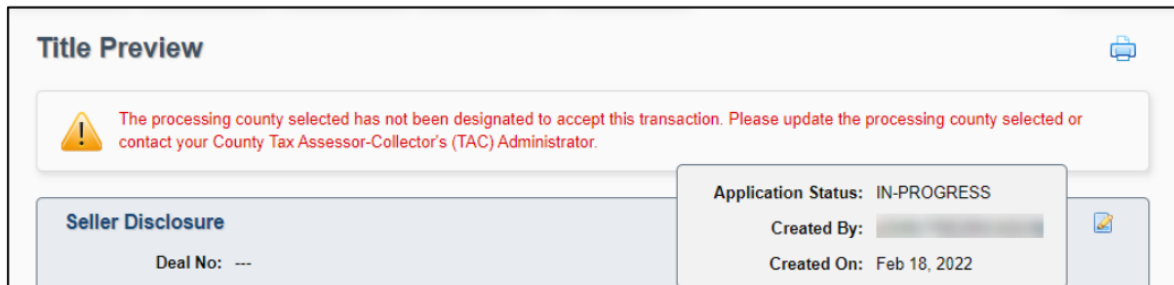 Title Preview
The processing county selected has not been designated to accept this transaction. Please update the processing county selected or
contact your County Tax Assessor-Collector's (TAC) Administrator.
Application Status: IN-PROGRESS
Seller Disclosure
Created By:
Deal No: ---
Created On: Feb 18, 2022